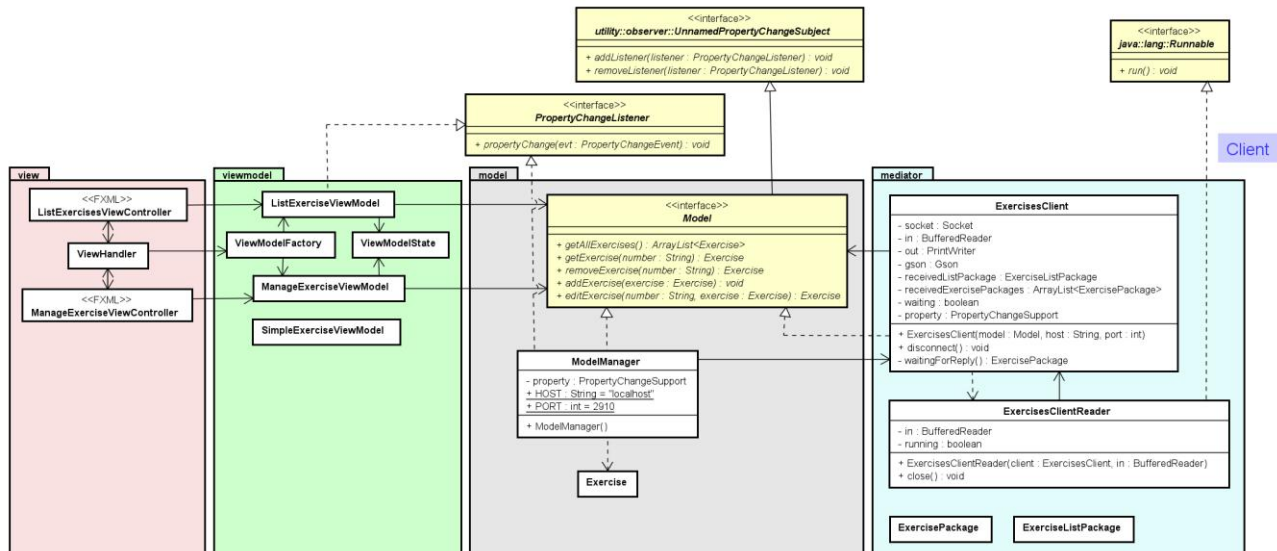 <<interface>>
utility::observer::UnnamedPropertyChangeSubject
+ addListener(listener : PropertyChangeListener) : void
+ removeListener(listener : PropertyChangeListener) : void
<<interface>>
java::lang::Runnable
+ run() : void
<<interface>>
PropertyChangeListener
+ propertyChange(evt : PropertyChangeEvent) : void
Client
view
<<FXML>>
ListExercisesViewController
ViewHandler
<<FXML>>
ManageExerciseViewController
viewmodel
ListExerciseViewModel
ViewModelFactory
ViewModelState
ManageExerciseViewModel
SimpleExerciseViewModel
model
<<interface>>
Model
+ getAllExercises() : ArrayList<Exercise>
+ getExercise(number : String) : Exercise
+ removeExercise(number : String) : Exercise
+ addExercise(exercise : Exercise) : void
+ editExercise(number : String, exercise : Exercise) : Exercise
ModelManager
- property : PropertyChangeSupport
+ HOST : String = "localhost"
+ PORT : int = 2910
+ ModelManager()
Exercise
mediator
ExercisesClient
- socket : Socket
- in : BufferedReader
- out : PrintWriter
- gson : Gson
- receivedListPackage : ExerciseListPackage
- receivedExercisePackages : ArrayList<ExercisePackage>
- waiting : boolean
- property : PropertyChangeSupport
+ ExercisesClient(model : Model, host : String, port : int)
+ disconnect() : void
- waitingForReply() : ExercisePackage
ExercisesClientReader
- in : BufferedReader
- running : boolean
+ ExercisesClientReader(client : ExercisesClient, in : BufferedReader)
+ close() : void
ExercisePackage
ExerciseListPackage